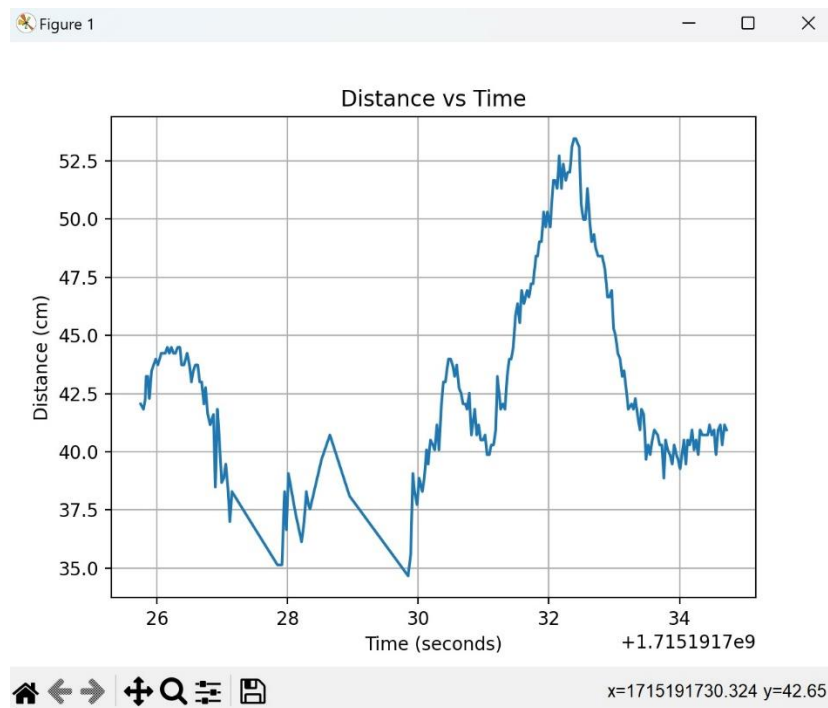 Figure 1
Distance vs Time
52.5
50.0
47.5
45.0
42.5
40.0
37.5
35.0
Distance (cm)
26 28 30 32 34
Time (seconds)
+1.7151917e9
x=1715191730.324 y=42.65